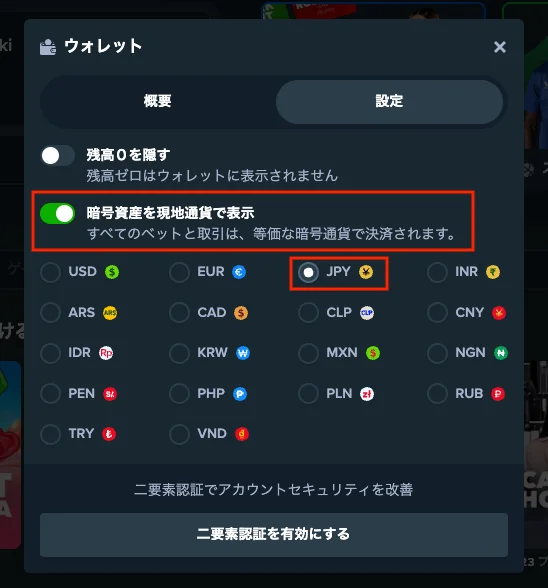 ki
ウォレット
概要
設定
残高０を隠す
残高ゼロはウォレットに表示されません
暗号資産を現地通貨で表示
すべてのベットと取引は、等価な暗号通貨で決済されます。
USD $ EUR € JPY ¥ INR ₹
ARS ARS CAD $ CLP CLP CNY ¥
IDR Rp KRW ₩ MXN $ NGN ₦
PEN S/. PHP ₱ PLN zł RUB ₽
TRY ₺ VND ₫
二要素認証でアカウントセキュリティを改善
二要素認証を有効にする